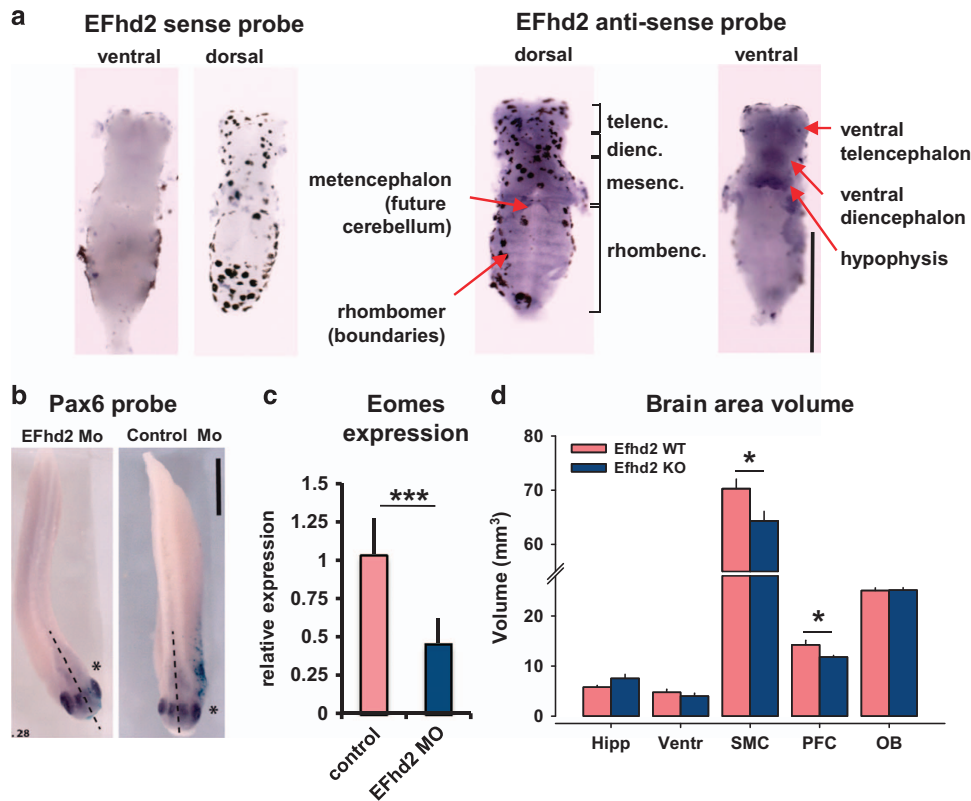 a
EFhd2 sense probe
ventral
dorsal
EFhd2 anti-sense probe
dorsal
ventral
telenc.
dienc.
mesenc.
rhombenc.
metencephalon
(future
cerebellum)
rhombomer
(boundaries)
ventral
telencephalon
ventral
diencephalon
hypophysis
b
Pax6 probe
EFhd2 Mo
Control Mo
*
*
.28
c
Eomes
expression
relative expression
1.5
1.25
1
0.75
0.5
0.25
0
***
control
EFhd2 MO
d
Brain area volume
Efhd2 WT
Efhd2 KO
Volume (mm³)
80
70
60
20
10
0
*
*
Hipp
Ventr
SMC
PFC
OB